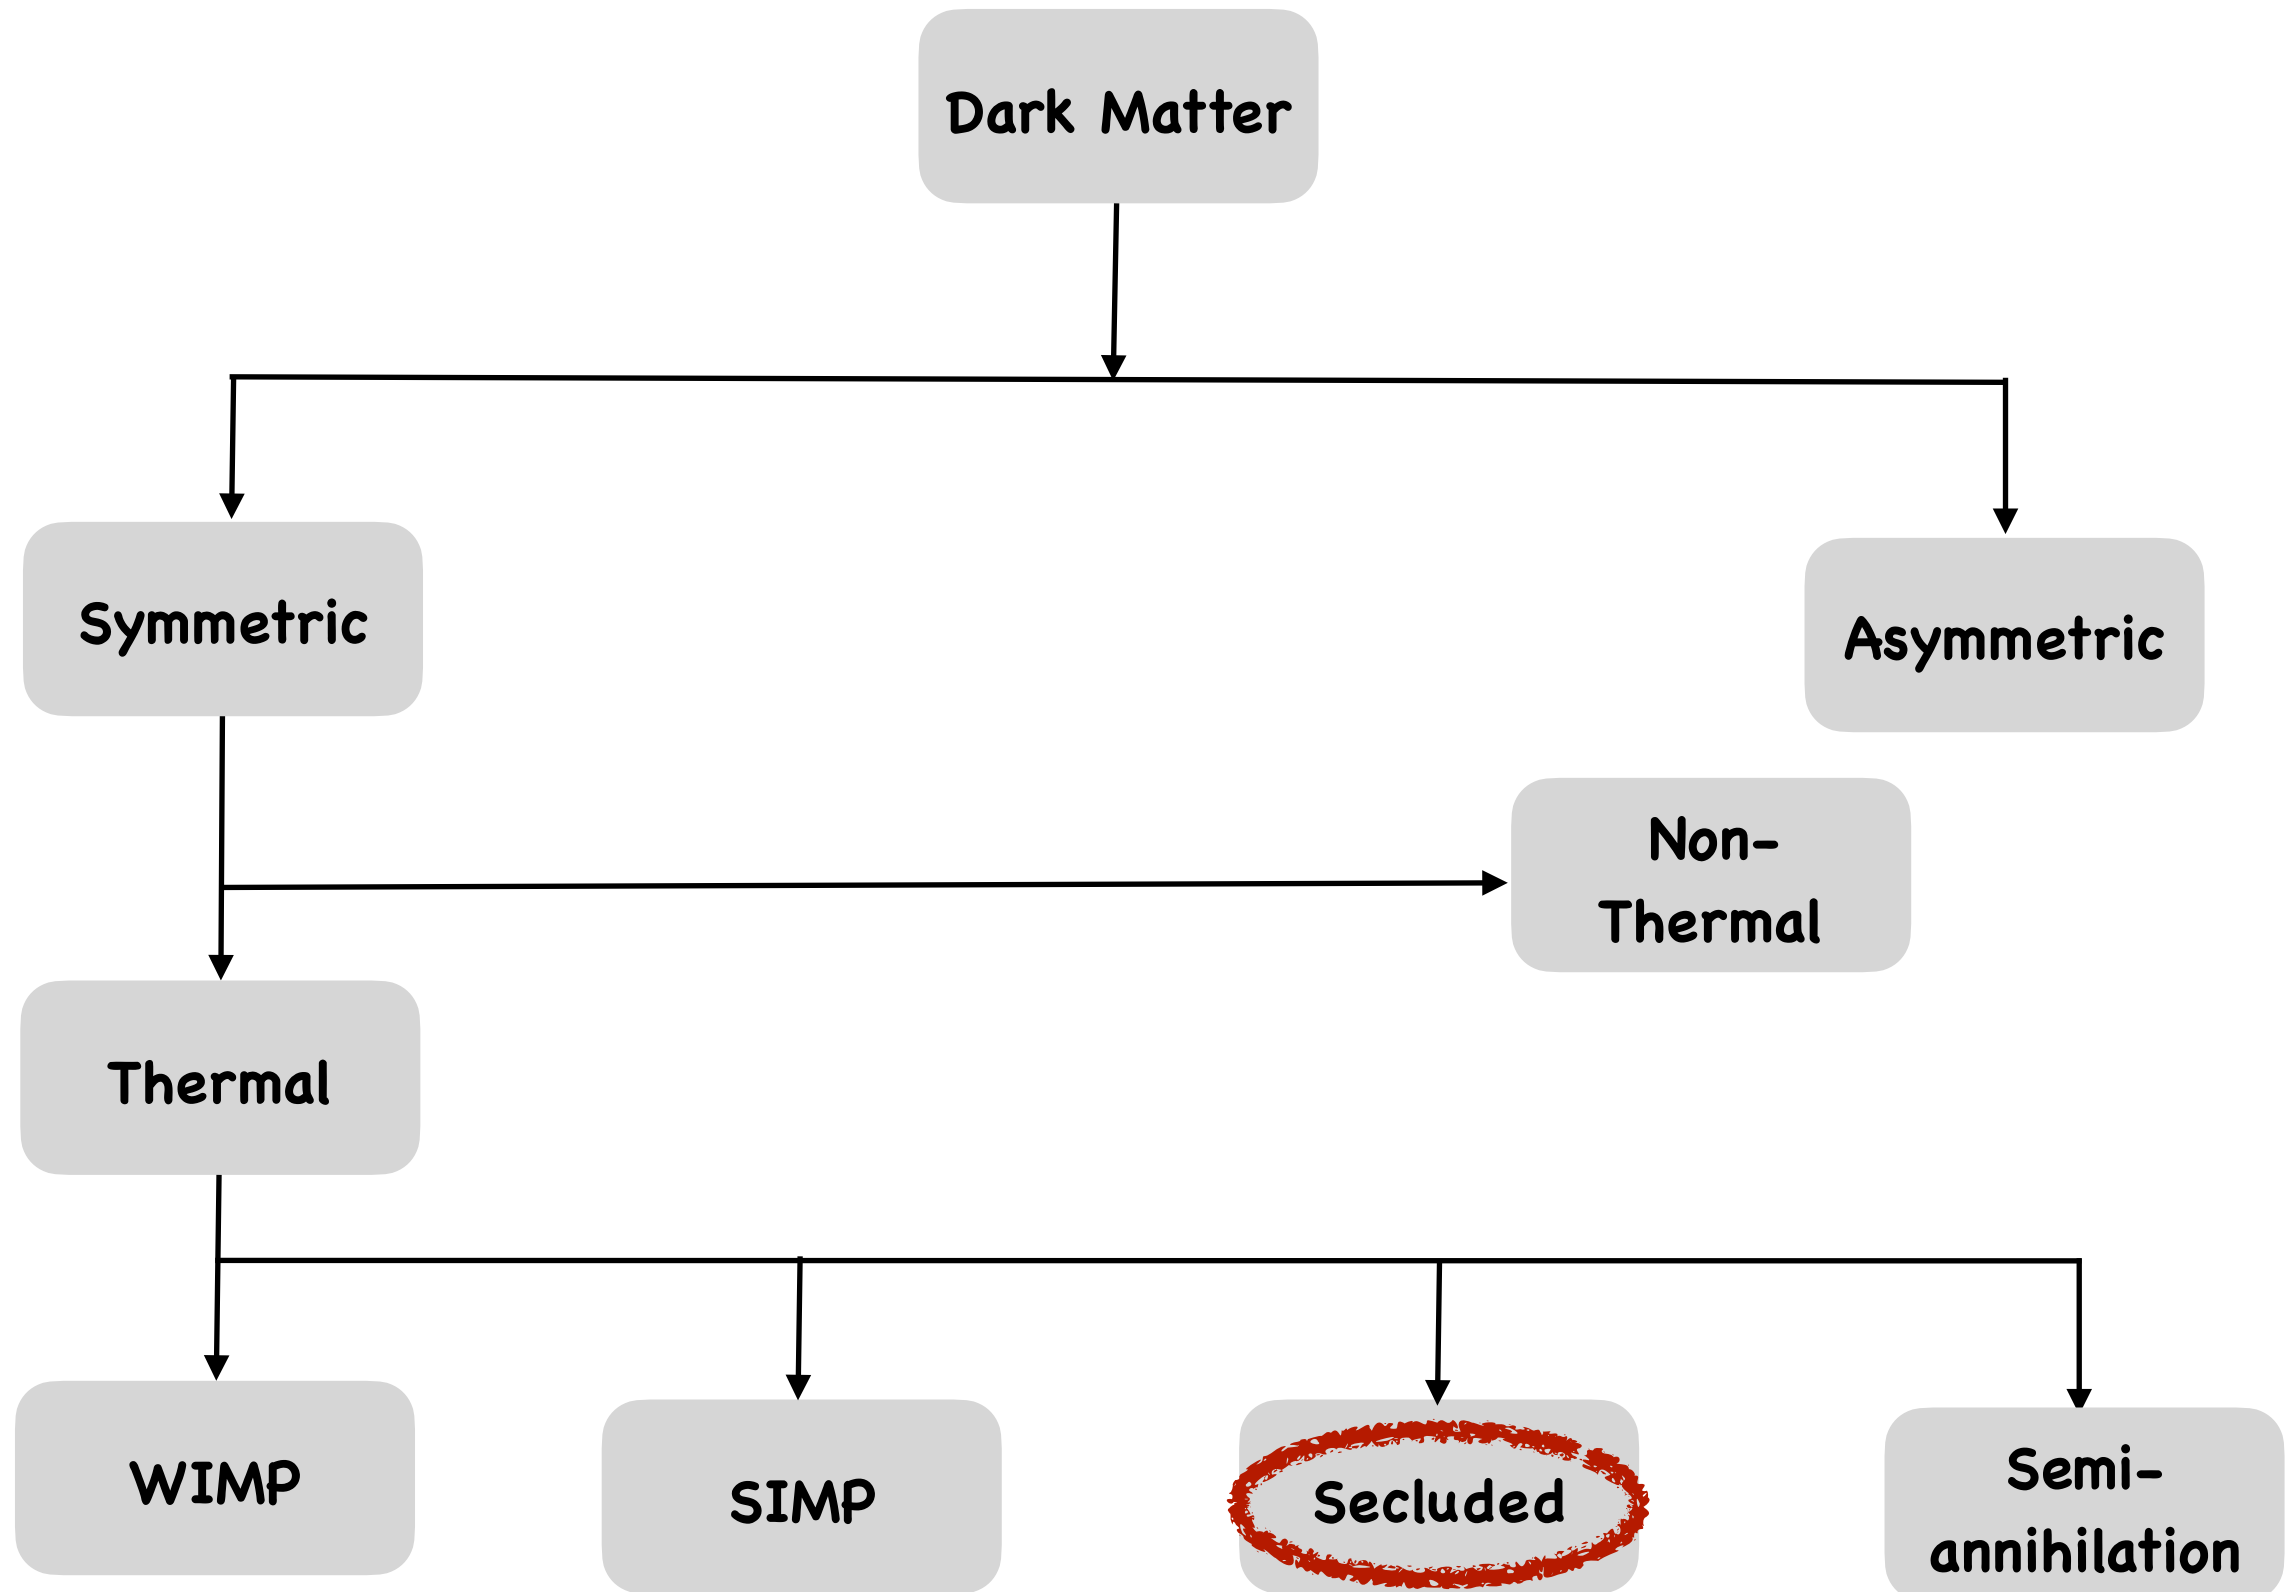 Dark Matter
Symmetric
Asymmetric
Non-
Thermal
Thermal
WIMP
SIMP
Secluded
Semi-
annihilation